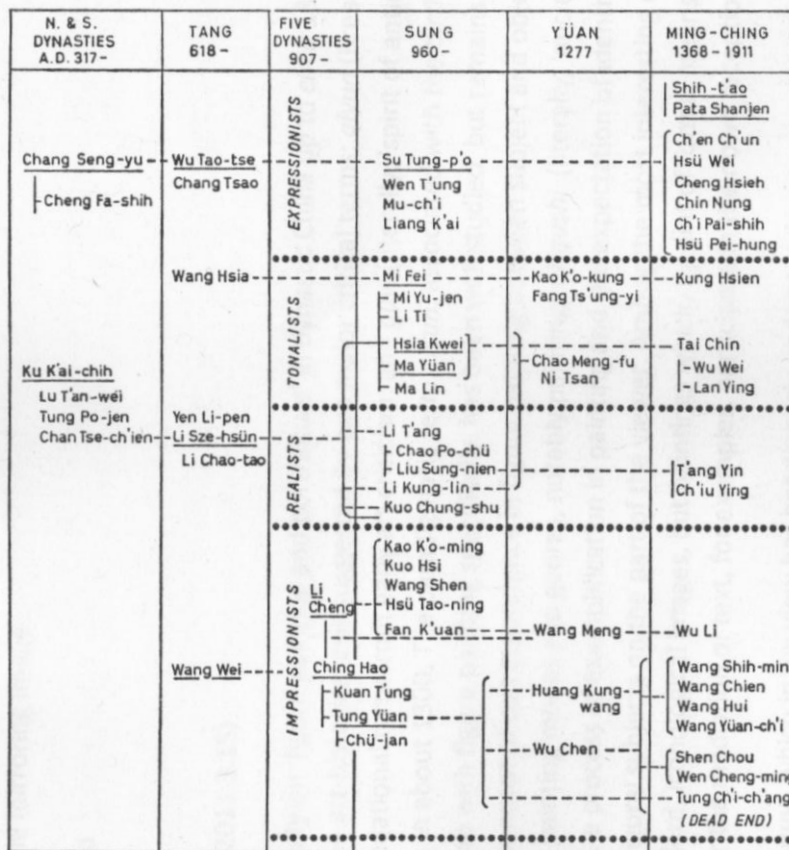 N. & S.
DYNASTIES
A.D. 317-
TANG
618-
FIVE
DYNASTIES
907-
SUNG
960-
YÜAN
1277
MING-CHING
1368-1911
EXPRESSIONISTS
Shih-t'ao
Pata Shanjen
Chang Seng-yu
Cheng Fa-shih
Wu Tao-tse
Chang Tsao
Su Tung-p'o
Wen T'ung
Mu-ch'i
Liang K'ai
Ch'en Ch'un
Hsü Wei
Cheng Hsieh
Chin Nung
Ch'i Pai-shih
Hsü Pei-hung
TONALISTS
Wang Hsia
Mi Fei
Mi Yu-jen
Li Ti
Kao K'o-kung
Fang Ts'ung-yi
Kung Hsien
Hsia Kwei
Ma Yüan
Ma Lin
Chao Meng-fu
Ni Tsan
Tai Chin
Wu Wei
Lan Ying
Ku K'ai-chih
Lu T'an-wei
Tung Po-jen
Chan Tse-ch'ien
Yen Li-pen
Li Sze-hsün
Li Chao-tao
REALISTS
Li T'ang
Chao Po-chü
Liu Sung-nien
Li Kung-lin
Kuo Chung-shu
T'ang Yin
Ch'iu Ying
IMPRESSIONISTS
Kao K'o-ming
Kuo Hsi
Wang Shen
Hsü Tao-ning
Fan K'uan
Li
Ch'eng
Wang Meng
Wu Li
Wang Wei
Ching Hao
Kuan T'ung
Tung Yüan
Chü-jan
Huang Kung
wang
Wu Chen
Wang Shih-min
Wang Chien
Wang Hui
Wang Yüan-ch'i
Shen Chou
Wen Cheng-ming
Tung Ch'i-ch'ang
(DEAD END)